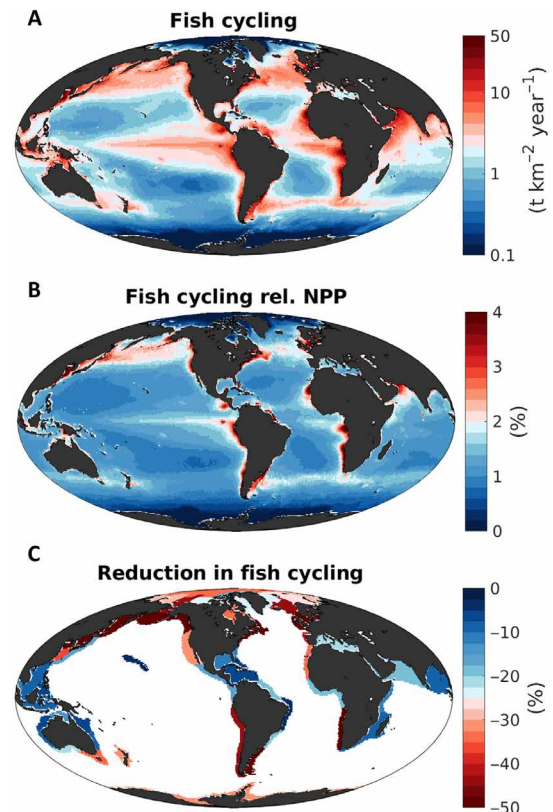 A
Fish cycling
50
10
1
0.1
(t km⁻² year⁻¹)
B
Fish cycling rel. NPP
4
3
2
1
0
(%)
C
Reduction in fish cycling
0
−10
−20
−30
−40
−50
(%)